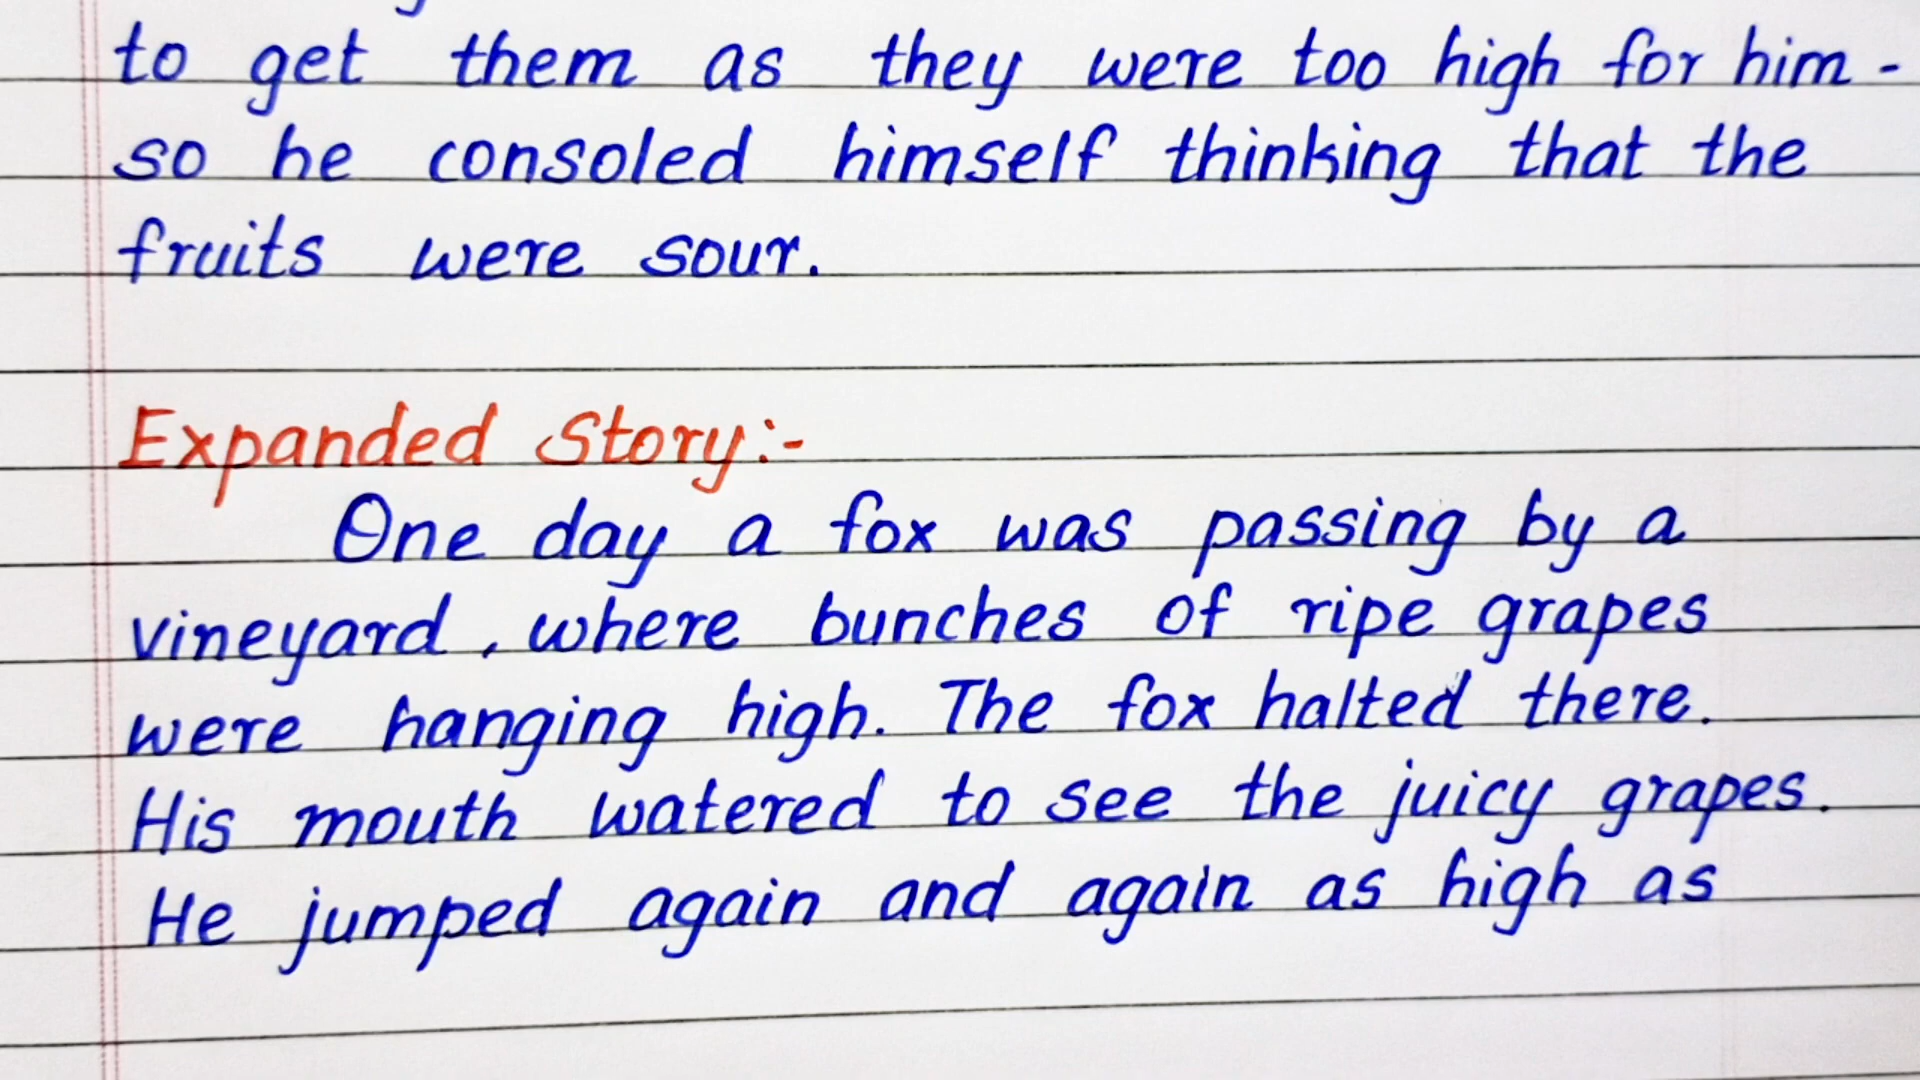 to get them as they were too high for him -
so he consoled himself thinking that the
fruits were sour.
Expanded Story:-
One day a fox was passing by a
vineyard, where bunches of ripe grapes
were hanging high. The fox halted there.
His mouth watered to see the juicy grapes.
He jumped again and again as high as